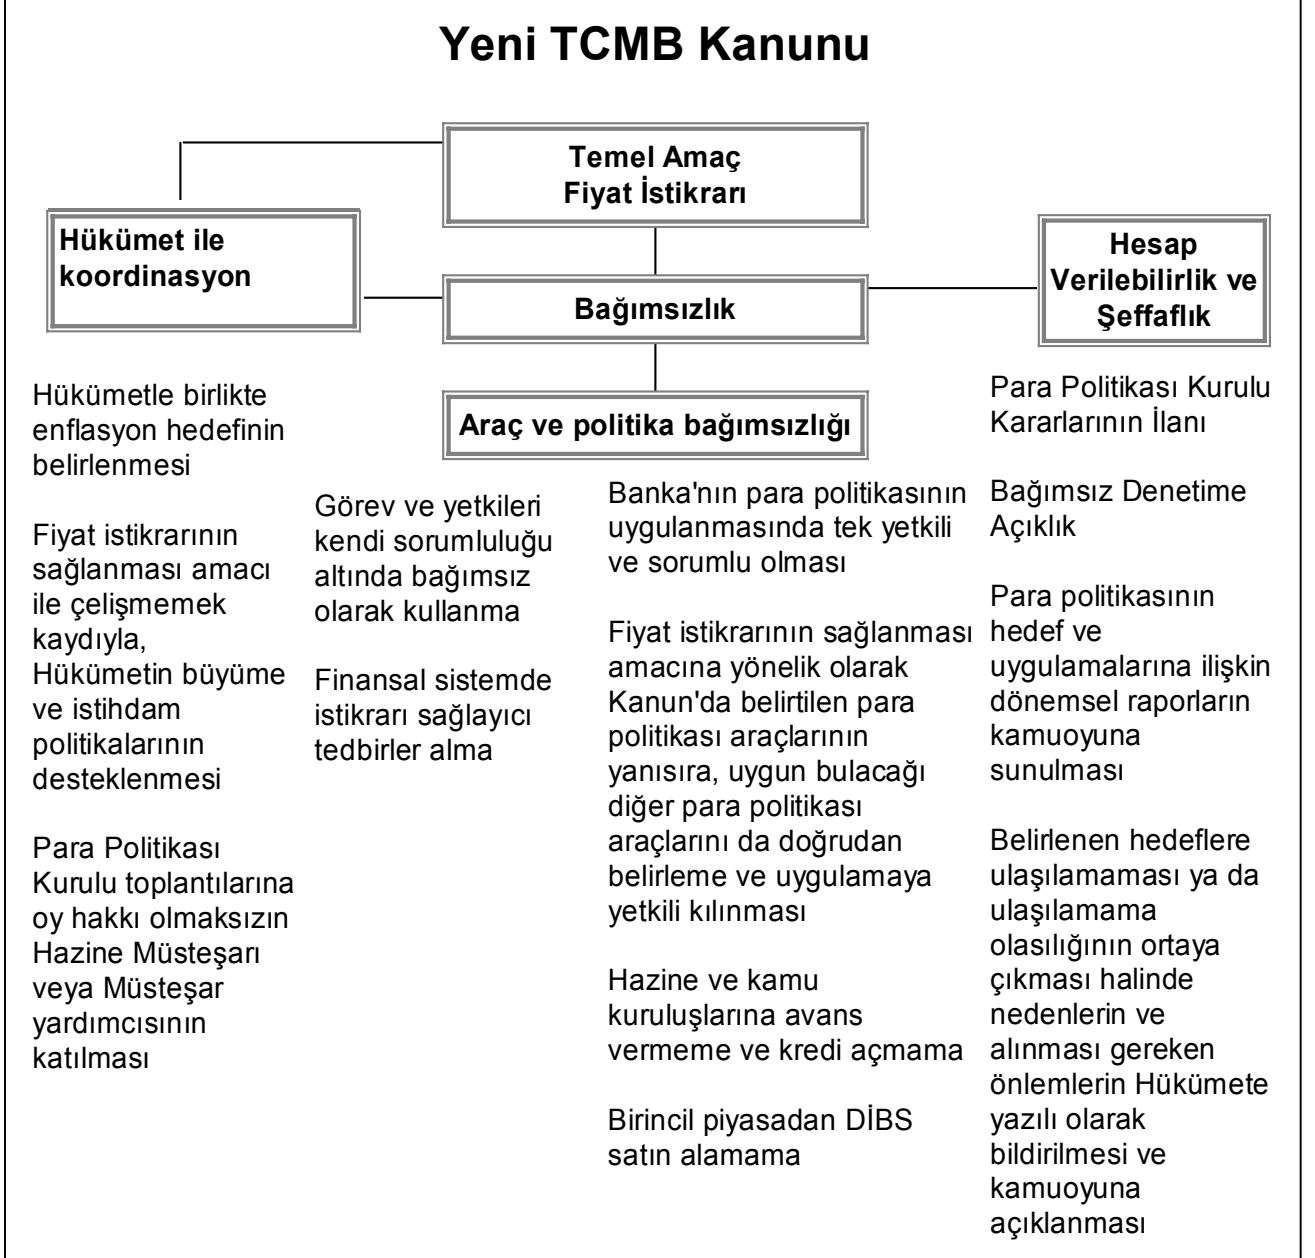 Yeni TCMB Kanunu
Temel Amaç
Fiyat İstikrarı
Hükümet ile
koordinasyon
Bağımsızlık
Hesap
Verilebilirlik ve
Şeffaflık
Araç ve politika bağımsızlığı
Hükümetle birlikte
enflasyon hedefinin
belirlenmesi
Fiyat istikrarının
sağlanması amacı
ile çelişmemek
kaydıyla,
Hükümetin büyüme
ve istihdam
politikalarının
desteklenmesi
Para Politikası
Kurulu toplantılarına
oy hakkı olmaksızın
Hazine Müsteşarı
veya Müsteşar
yardımcısının
katılması
Görev ve yetkileri
kendi sorumluluğu
altında bağımsız
olarak kullanma
Finansal sistemde
istikrarı sağlayıcı
tedbirler alma
Banka'nın para politikasının
uygulanmasında tek yetkili
ve sorumlu olması
Fiyat istikrarının sağlanması
amacına yönelik olarak
Kanun'da belirtilen para
politikası araçlarının
yanısıra, uygun bulacağı
diğer para politikası
araçlarını da doğrudan
belirleme ve uygulamaya
yetkili kılınması
Hazine ve kamu
kuruluşlarına avans
vermeme ve kredi açmama
Birincil piyasadan DİBS
satın alamama
Para Politikası Kurulu
Kararlarının İlanı
Bağımsız Denetime
Açıklık
Para politikasının
hedef ve
uygulamalarına ilişkin
dönemsel raporların
kamuoyuna
sunulması
Belirlenen hedeflere
ulaşılamaması ya da
ulaşılamama
olasılığının ortaya
çıkması halinde
nedenlerin ve
alınması gereken
önlemlerin Hükümete
yazılı olarak
bildirilmesi ve
kamuoyuna
açıklanması